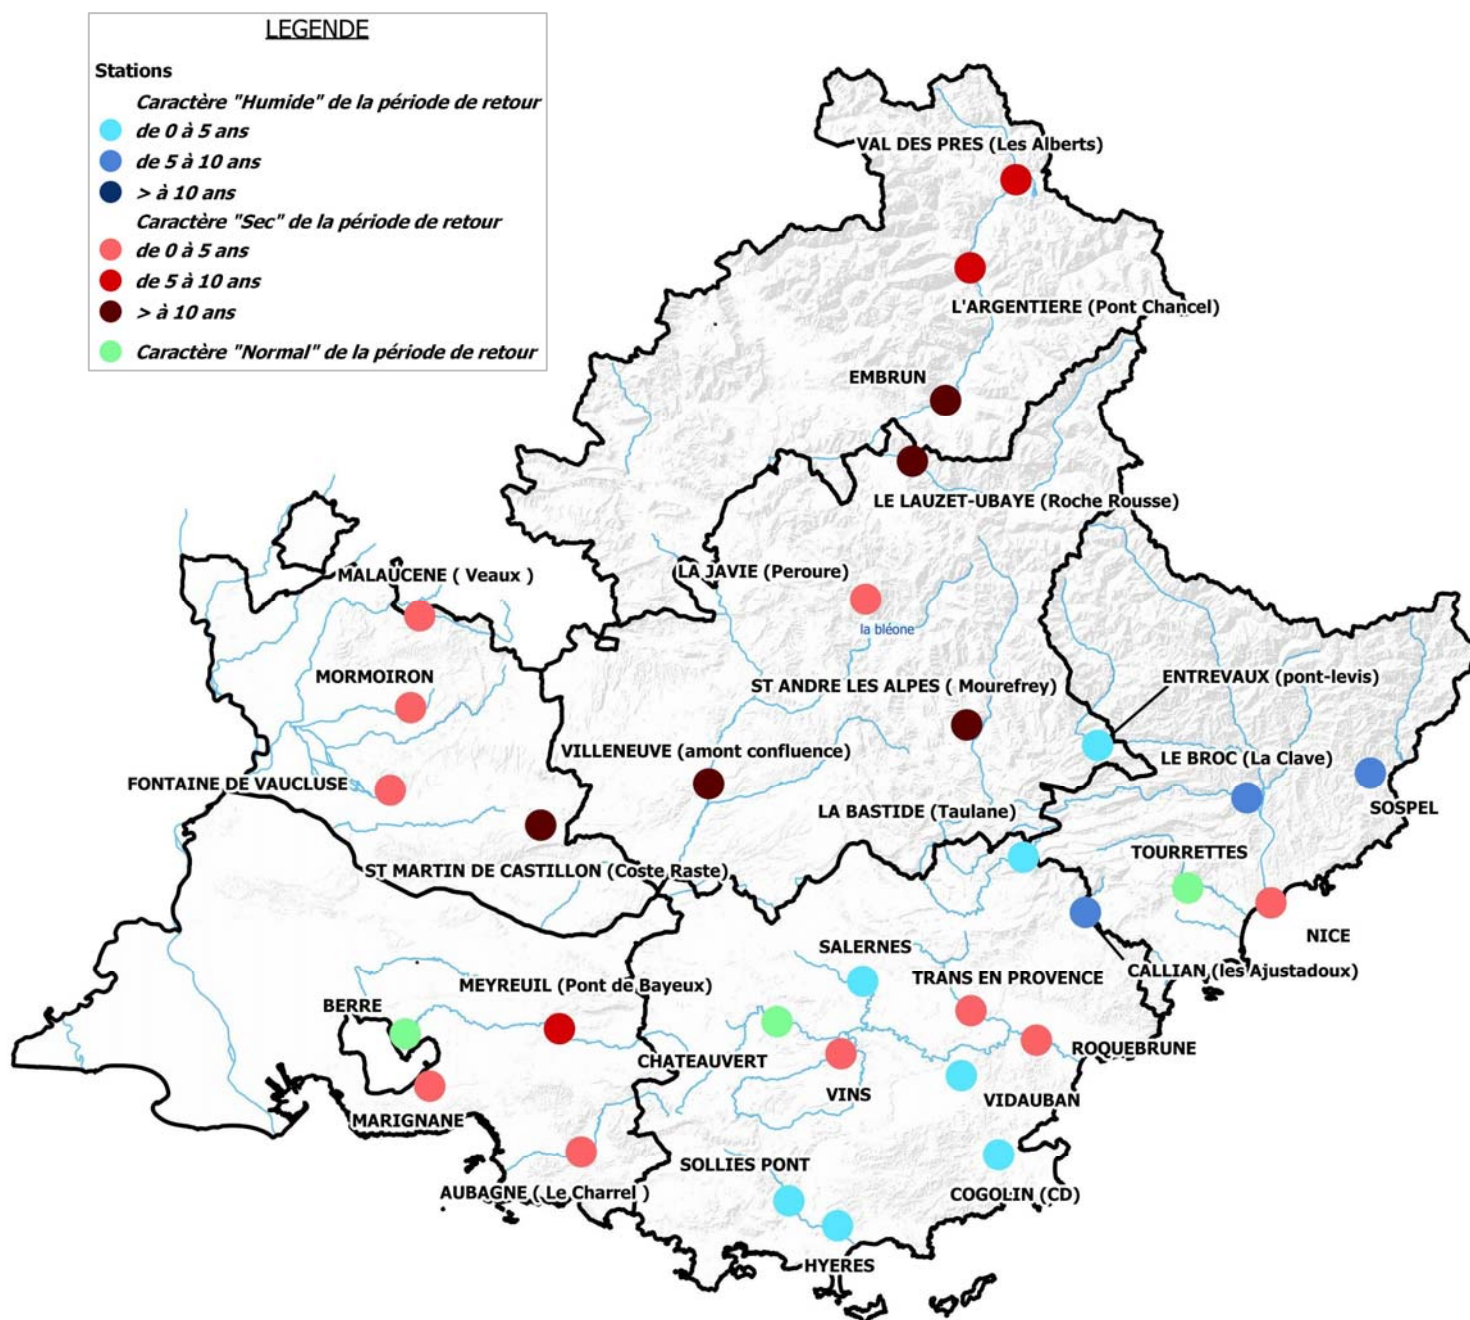 LEGENDE
Stations
Caractère "Humide" de la période de retour
de 0 à 5 ans
de 5 à 10 ans
> à 10 ans
Caractère "Sec" de la période de retour
de 0 à 5 ans
de 5 à 10 ans
> à 10 ans
Caractère "Normal" de la période de retour
VAL DES PRES (Les Alberts)
L'ARGENTIERE (Pont Chancel)
EMBRUN
LE LAUZET-UBAYE (Roche Rousse)
LA JAVIE (Peroure)
MALAUCENE ( Veaux )
la bléone
MORMOIRON
ST ANDRE LES ALPES ( Mourefrey)
ENTREVAUX (pont-levis)
VILLENEUVE (amont confluence)
LE BROC (La Clave)
FONTAINE DE VAUCLUSE
LA BASTIDE (Taulane)
SOSPEL
TOURRETTES
ST MARTIN DE CASTILLON (Coste Raste)
NICE
SALERNES
CALLIAN (les Ajustadoux)
TRANS EN PROVENCE
MEYREUIL (Pont de Bayeux)
BERRE
ROQUEBRUNE
CHATEAUVERT
VINS
VIDAUBAN
MARIGNANE
SOLLIES PONT
AUBAGNE ( Le Charrel )
COGOLIN (CD)
HYERES